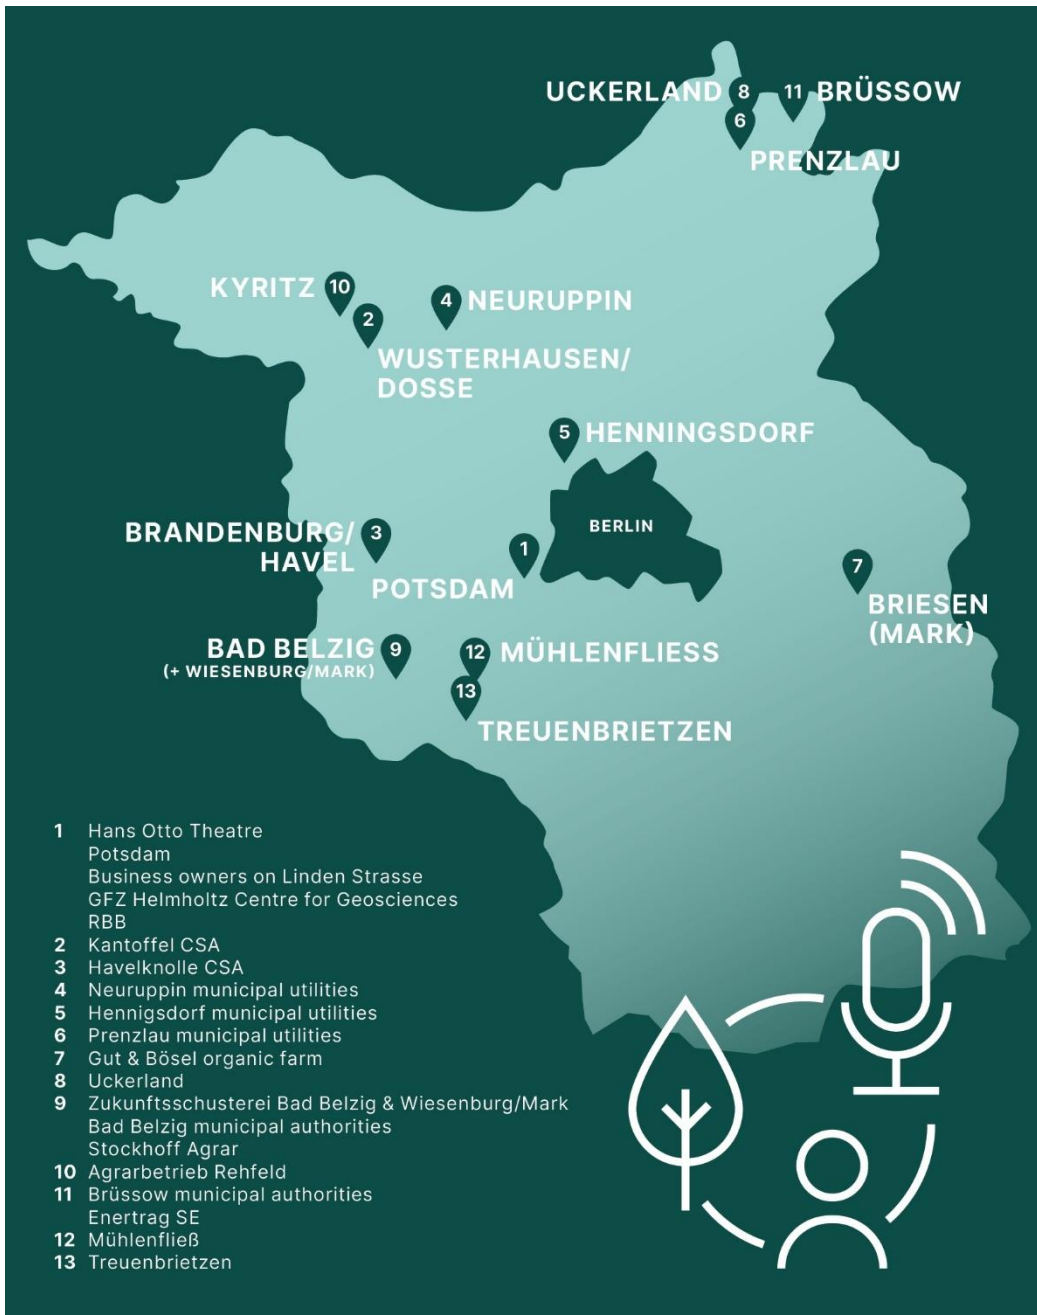 UCKERLAND 8 11 BRÜSSOW
6
PRENZLAU
KYRITZ 10
4 NEURUPPIN
2
WUSTERHAUSEN/
DOSSE
5 HENNINGSDORF
BERLIN
BRANDENBURG/
HAVEL
3
1
POTSDAM
7
BRIESEN
(MARK)
BAD BELZIG 9
(+ WIESENBURG/MARK)
12 MÜHLENFLIESS
13
TREUENBRIETZEN
1 Hans Otto Theatre
Potsdam
Business owners on Linden Strasse
GFZ Helmholtz Centre for Geosciences
RBB
2 Kantoffel CSA
3 Havelknolle CSA
4 Neuruppin municipal utilities
5 Hennigsdorf municipal utilities
6 Prenzlau municipal utilities
7 Gut & Bösel organic farm
8 Uckerland
9 Zukunftsschusterei Bad Belzig & Wiesenburg/Mark
Bad Belzig municipal authorities
Stockhoff Agrar
10 Agrarbetrieb Rehfeld
11 Brüssow municipal authorities
Enertrag SE
12 Mühlenfließ
13 Treuenbrietzen